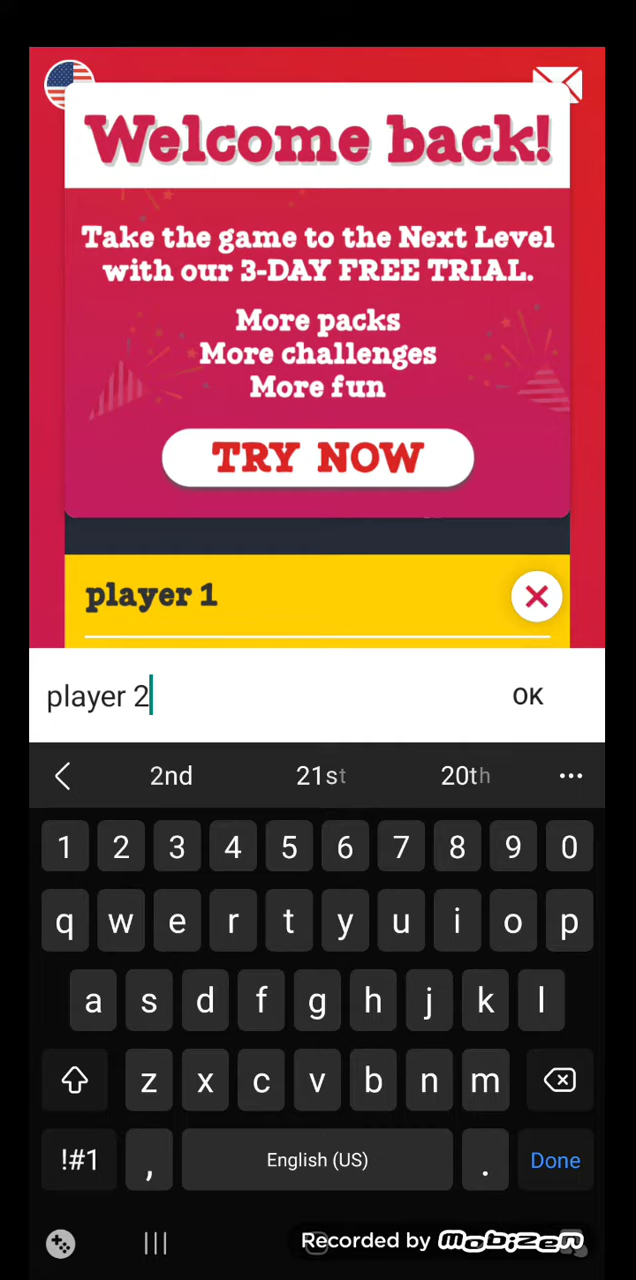 Welcome back!
Take the game to the Next Level
with our 3-DAY FREE TRIAL.
More packs
More challenges
More fun
TRY NOW
player 1
player 2
OK
2nd 21st 20th
1 2 3 4 5 6 7 8 9 0
q w e r t y u i o p
a s d f g h j k l
z x c v b n m
!#1 , English (US) . Done
Recorded by mobizen